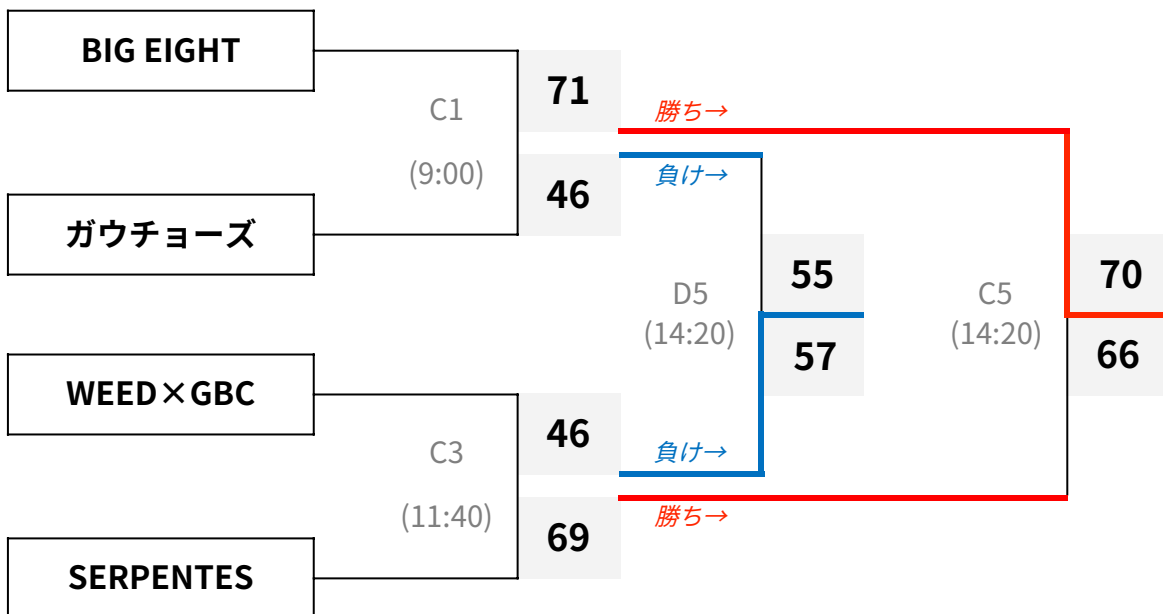 BIG EIGHT
71
C1
勝ち→
(9:00)
負け→
46
ガウチョーズ
55
70
D5
C5
(14:20)
(14:20)
57
66
WEED×GBC
46
C3
負け→
(11:40)
勝ち→
69
SERPENTES